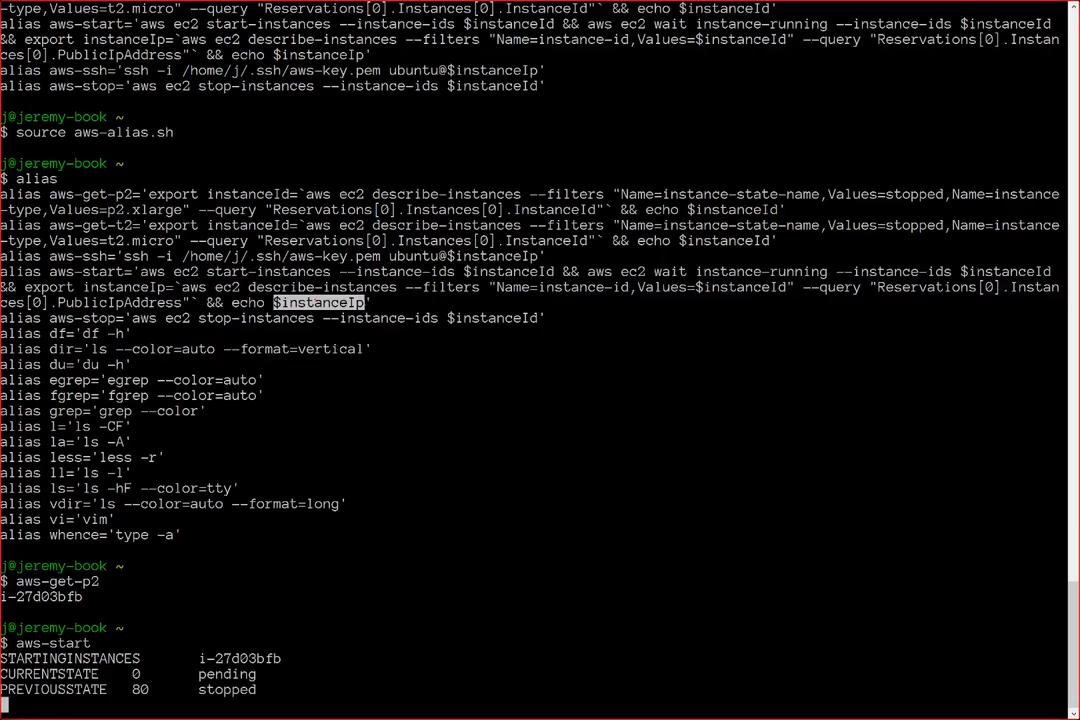 -type,Values=t2.micro" --query "Reservations[0].Instances[0].InstanceId"` && echo $instanceId'
alias aws-start='aws ec2 start-instances --instance-ids $instanceId && aws ec2 wait instance-running --instance-ids $instanceId
&& export instanceIp=`aws ec2 describe-instances --filters "Name=instance-id,Values=$instanceId" --query "Reservations[0].Instan
ces[0].PublicIpAddress"` && echo $instanceIp'
alias aws-ssh='ssh -i /home/j/.ssh/aws-key.pem ubuntu@$instanceIp'
alias aws-stop='aws ec2 stop-instances --instance-ids $instanceId'
j@jeremy-book ~
$ source aws-alias.sh
j@jeremy-book ~
$ alias
alias aws-get-p2='export instanceId=`aws ec2 describe-instances --filters "Name=instance-state-name,Values=stopped,Name=instance
-type,Values=p2.xlarge" --query "Reservations[0].Instances[0].InstanceId"` && echo $instanceId'
alias aws-get-t2='export instanceId=`aws ec2 describe-instances --filters "Name=instance-state-name,Values=stopped,Name=instance
-type,Values=t2.micro" --query "Reservations[0].Instances[0].InstanceId"` && echo $instanceId'
alias aws-ssh='ssh -i /home/j/.ssh/aws-key.pem ubuntu@$instanceIp'
alias aws-start='aws ec2 start-instances --instance-ids $instanceId && aws ec2 wait instance-running --instance-ids $instanceId
&& export instanceIp=`aws ec2 describe-instances --filters "Name=instance-id,Values=$instanceId" --query "Reservations[0].Instan
ces[0].PublicIpAddress"` && echo $instanceIp'
alias aws-stop='aws ec2 stop-instances --instance-ids $instanceId'
alias df='df -h'
alias dir='ls --color=auto --format=vertical'
alias du='du -h'
alias egrep='egrep --color=auto'
alias fgrep='fgrep --color=auto'
alias grep='grep --color'
alias l='ls -CF'
alias la='ls -A'
alias less='less -r'
alias ll='ls -l'
alias ls='ls -hF --color=tty'
alias vdir='ls --color=auto --format=long'
alias vi='vim'
alias whence='type -a'
j@jeremy-book ~
$ aws-get-p2
i-27d03bfb
j@jeremy-book ~
$ aws-start
STARTINGINSTANCES i-27d03bfb
CURRENTSTATE 0 pending
PREVIOUSSTATE 80 stopped